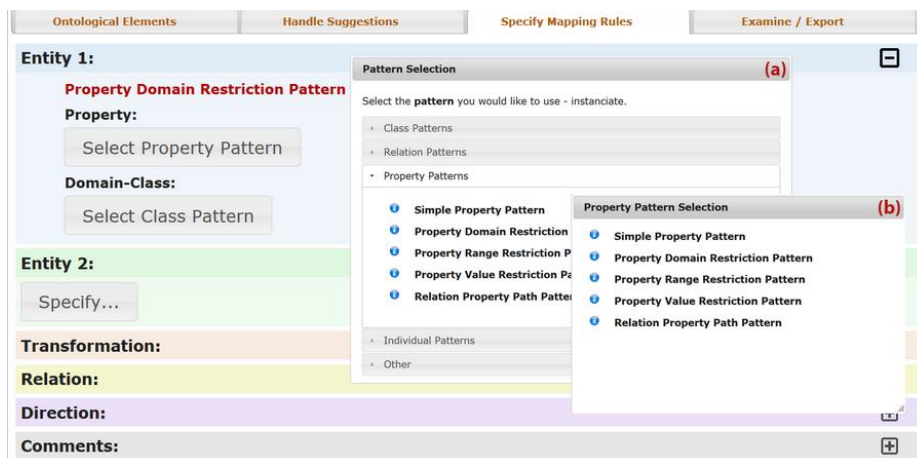 Ontological Elements
Handle Suggestions
Specify Mapping Rules
Examine / Export
Entity 1:
Property Domain Restriction Pattern
Property:
Select Property Pattern
Domain-Class:
Select Class Pattern
Entity 2:
Specify...
Transformation:
Relation:
Direction:
Comments:
Pattern Selection
(a)
Select the pattern you would like to use - instanciate.
Class Patterns
Relation Patterns
Property Patterns
Simple Property Pattern
Property Domain Restriction
Property Range Restriction P
Property Value Restriction Pa
Relation Property Path Patte
Individual Patterns
Other
Property Pattern Selection
(b)
Simple Property Pattern
Property Domain Restriction Pattern
Property Range Restriction Pattern
Property Value Restriction Pattern
Relation Property Path Pattern